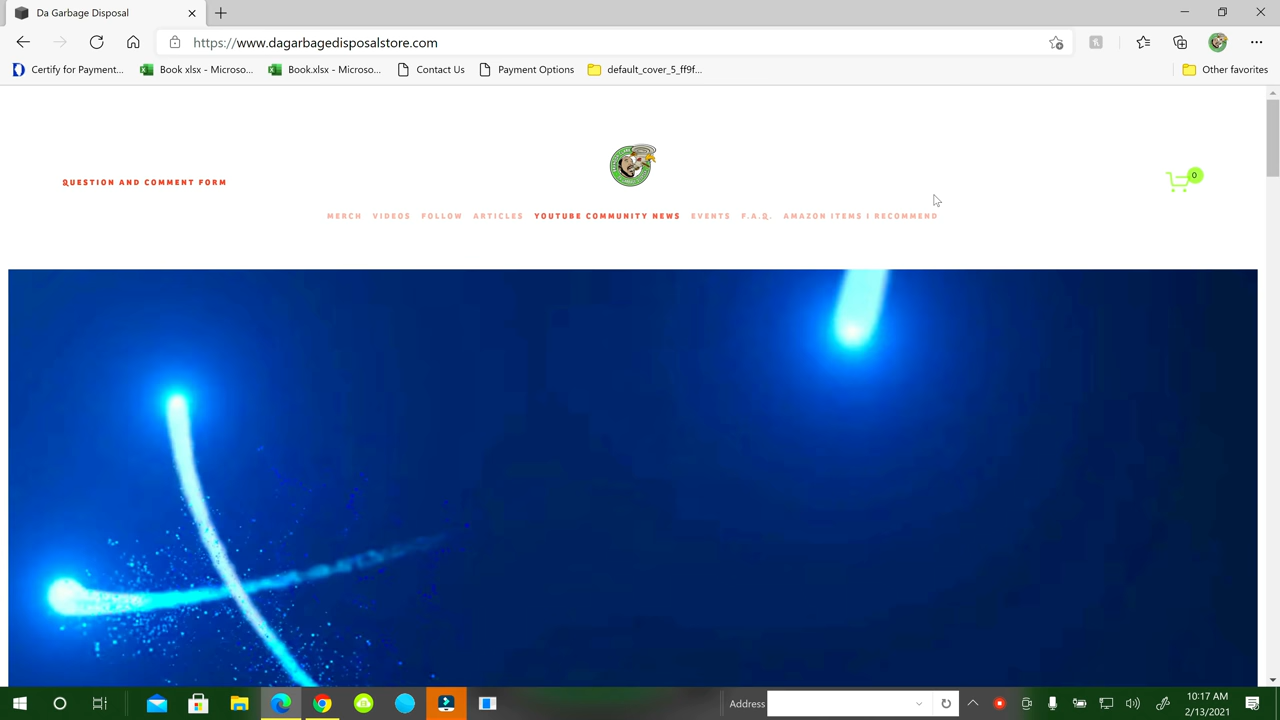 Da Garbage Disposal
https://www.dagarbagedisposalstore.com
Certify for Payment...
Book xlsx - Microso...
Book.xlsx - Microso...
Contact Us
Payment Options
default_cover_5_ff9f...
Other favorites
QUESTION AND COMMENT FORM
0
MERCH VIDEOS FOLLOW ARTICLES YOUTUBE COMMUNITY NEWS EVENTS F.A.Q. AMAZON ITEMS I RECOMMEND
Address
10:17 AM
2/13/2021